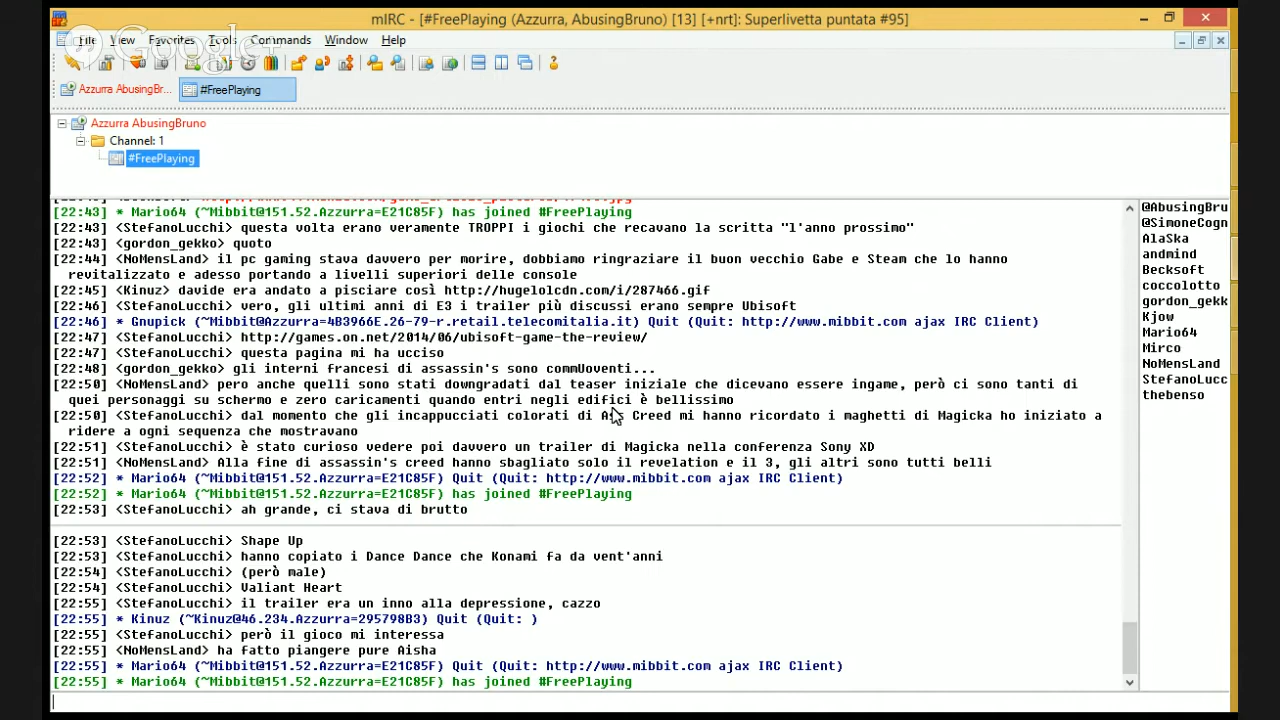 mIRC - [#FreePlaying (Azzurra, AbusingBruno) [13] [+nrt]: Superlivetta puntata #95]
File View Favorites Tools Commands Window Help
Google+
Azzurra AbusingBr... #FreePlaying
Azzurra AbusingBruno
Channel: 1
#FreePlaying
[22:43] * Mario64 (~Mibbit@151.52.Azzurra=E21C85F) has joined #FreePlaying
[22:43] <StefanoLucchi> questa volta erano veramente TROPPI i giochi che recavano la scritta "l'anno prossimo"
[22:43] <gordon_gekko> quoto
[22:44] <NoMensLand> il pc gaming stava davvero per morire, dobbiamo ringraziare il buon vecchio Gabe e Steam che lo hanno
revitalizzato e adesso portando a livelli superiori delle console
[22:45] <Kinuz> davide era andato a pisciare così http://hugelolcdn.com/i/287466.gif
[22:46] <StefanoLucchi> vero, gli ultimi anni di E3 i trailer più discussi erano sempre Ubisoft
[22:46] * Gnupick (~Mibbit@Azzurra=4B3966E.26-79-r.retail.telecomitalia.it) Quit (Quit: http://www.mibbit.com ajax IRC Client)
[22:47] <StefanoLucchi> http://games.on.net/2014/06/ubisoft-game-the-review/
[22:47] <StefanoLucchi> questa pagina mi ha ucciso
[22:48] <gordon_gekko> gli interni francesi di assassin's sono commUoventi...
[22:50] <NoMensLand> pero anche quelli sono stati downgradati dal teaser iniziale che dicevano essere ingame, però ci sono tanti di
quei personaggi su schermo e zero caricamenti quando entri negli edifici è bellissimo
[22:50] <StefanoLucchi> dal momento che gli incappucciati colorati di Ass Creed mi hanno ricordato i maghetti di Magicka ho iniziato a
ridere a ogni sequenza che mostravano
[22:51] <StefanoLucchi> è stato curioso vedere poi davvero un trailer di Magicka nella conferenza Sony XD
[22:51] <NoMensLand> Alla fine di assassin's creed hanno sbagliato solo il revelation e il 3, gli altri sono tutti belli
[22:52] * Mario64 (~Mibbit@151.52.Azzurra=E21C85F) Quit (Quit: http://www.mibbit.com ajax IRC Client)
[22:52] * Mario64 (~Mibbit@151.52.Azzurra=E21C85F) has joined #FreePlaying
[22:53] <StefanoLucchi> ah grande, ci stava di brutto
[22:53] <StefanoLucchi> Shape Up
[22:53] <StefanoLucchi> hanno copiato i Dance Dance che Konami fa da vent'anni
[22:54] <StefanoLucchi> (però male)
[22:54] <StefanoLucchi> Valiant Heart
[22:55] <StefanoLucchi> il trailer era un inno alla depressione, cazzo
[22:55] * Kinuz (~Kinuz@46.234.Azzurra=295798B3) Quit (Quit: )
[22:55] <StefanoLucchi> però il gioco mi interessa
[22:55] <NoMensLand> ha fatto piangere pure Aisha
[22:55] * Mario64 (~Mibbit@151.52.Azzurra=E21C85F) Quit (Quit: http://www.mibbit.com ajax IRC Client)
[22:55] * Mario64 (~Mibbit@151.52.Azzurra=E21C85F) has joined #FreePlaying
@AbusingBru
@SimoneCogn
AlaSka
andmind
Becksoft
coccolotto
gordon_gekk
Kjow
Mario64
Mirco
NoMensLand
StefanoLucc
thebenso